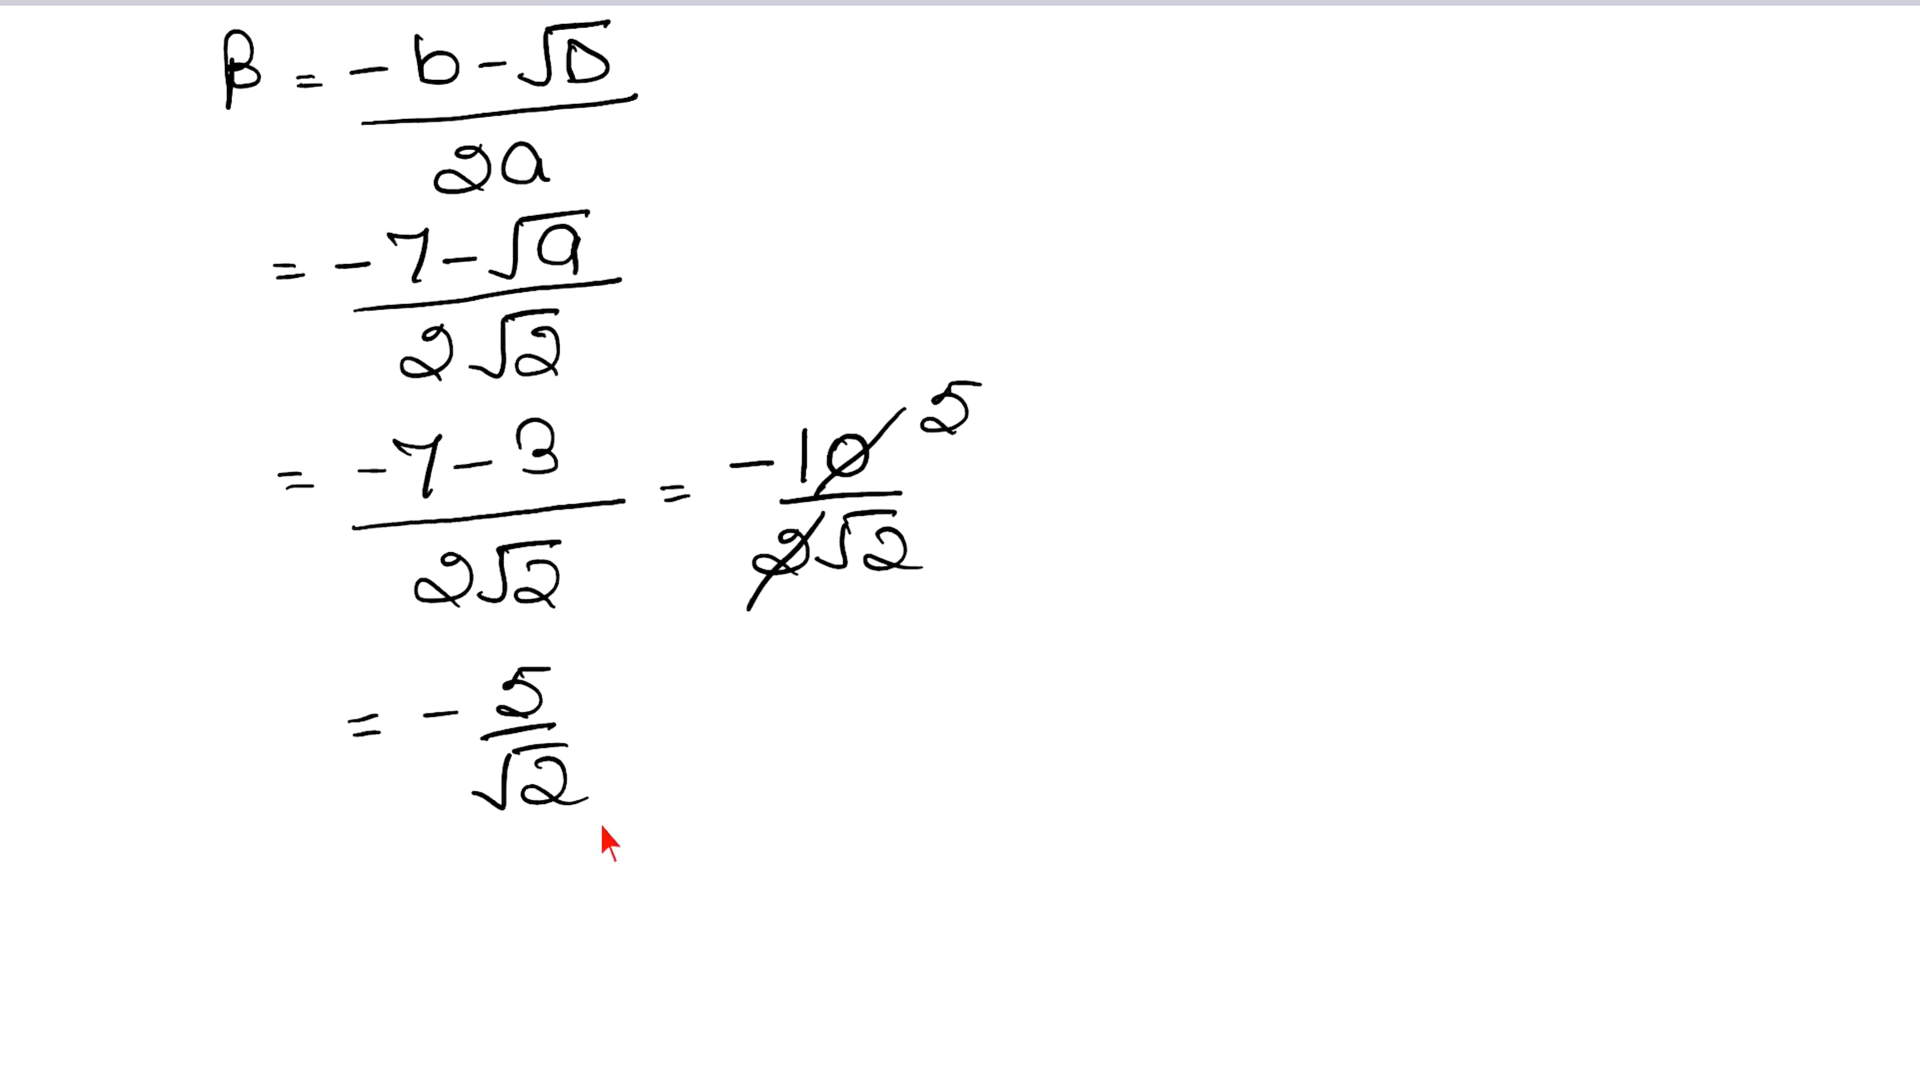 β = -b-√D
2a
= -7-√9
2√2
= -7-3 = -10 5
2√2 2√2
= - 5
√2